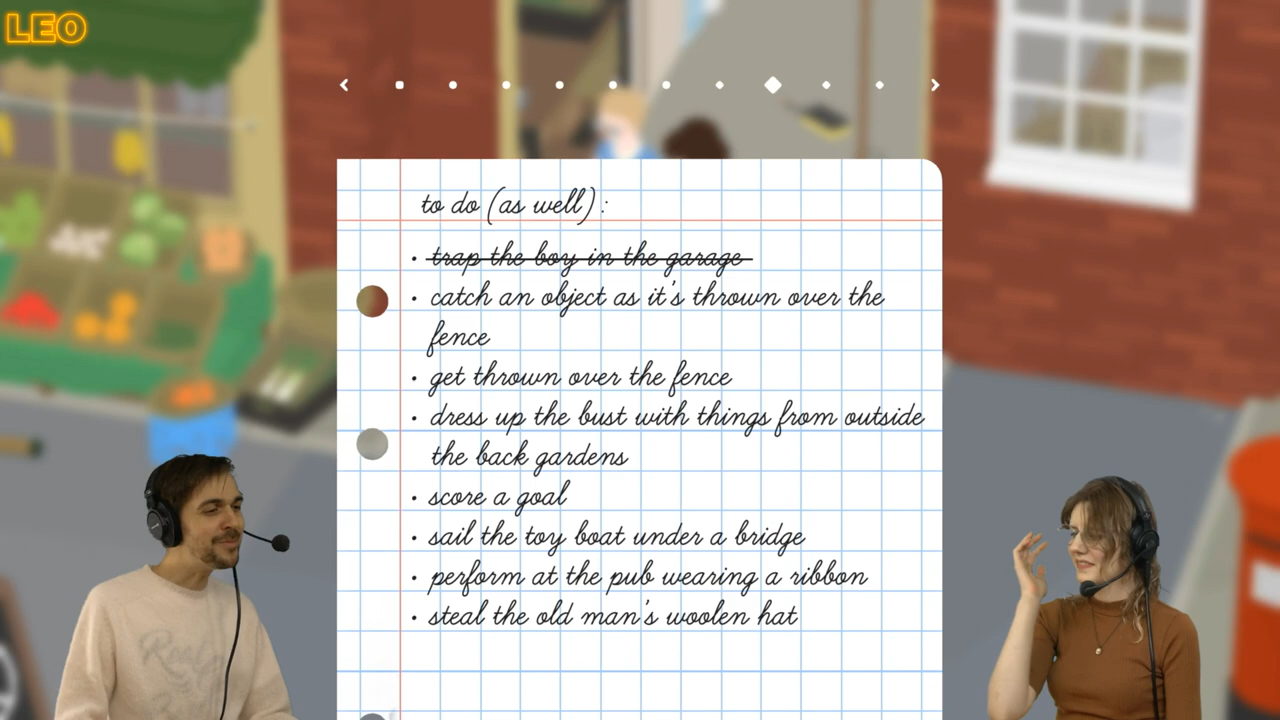 LEO
to do (as well):
• trap the boy in the garage
• catch an object as it's thrown over the
fence
• get thrown over the fence
• dress up the bust with things from outside
the back gardens
• score a goal
• sail the toy boat under a bridge
• perform at the pub wearing a ribbon
• steal the old man's woolen hat